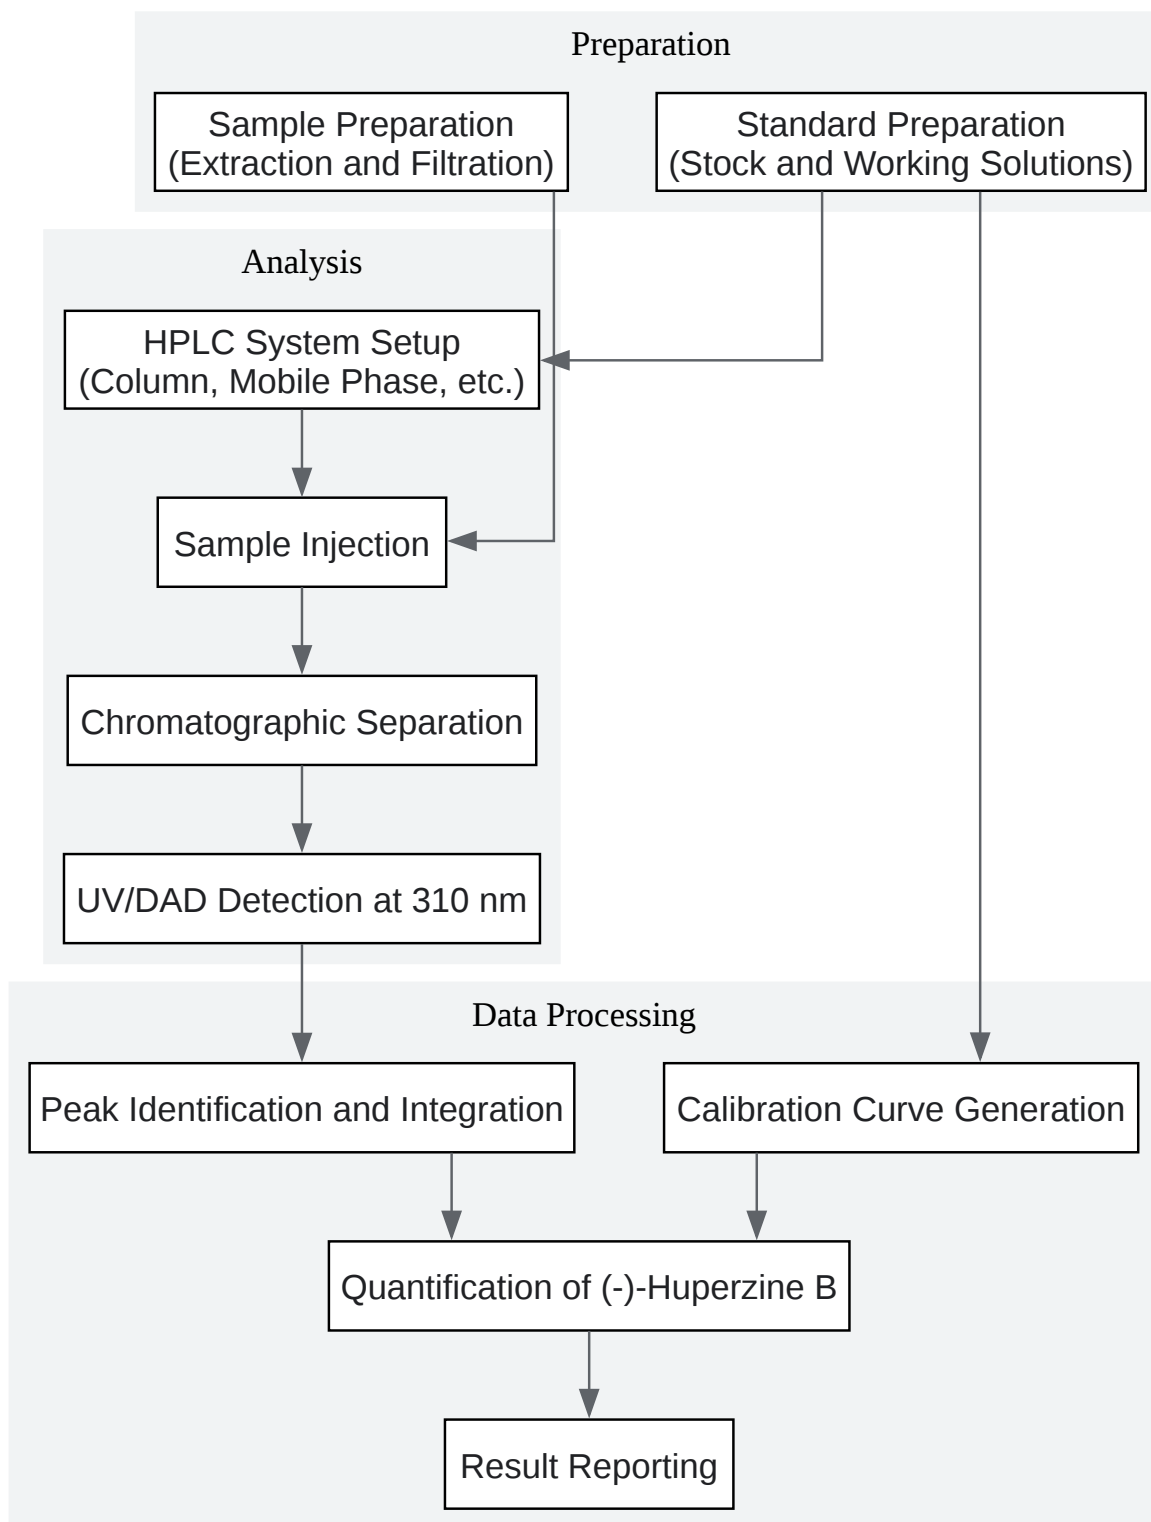 Preparation
Sample Preparation
(Extraction and Filtration)
Standard Preparation
(Stock and Working Solutions)
Analysis
HPLC System Setup
(Column, Mobile Phase, etc.)
Sample Injection
Chromatographic Separation
UV/DAD Detection at 310 nm
Data Processing
Peak Identification and Integration
Calibration Curve Generation
Quantification of (-)-Huperzine B
Result Reporting